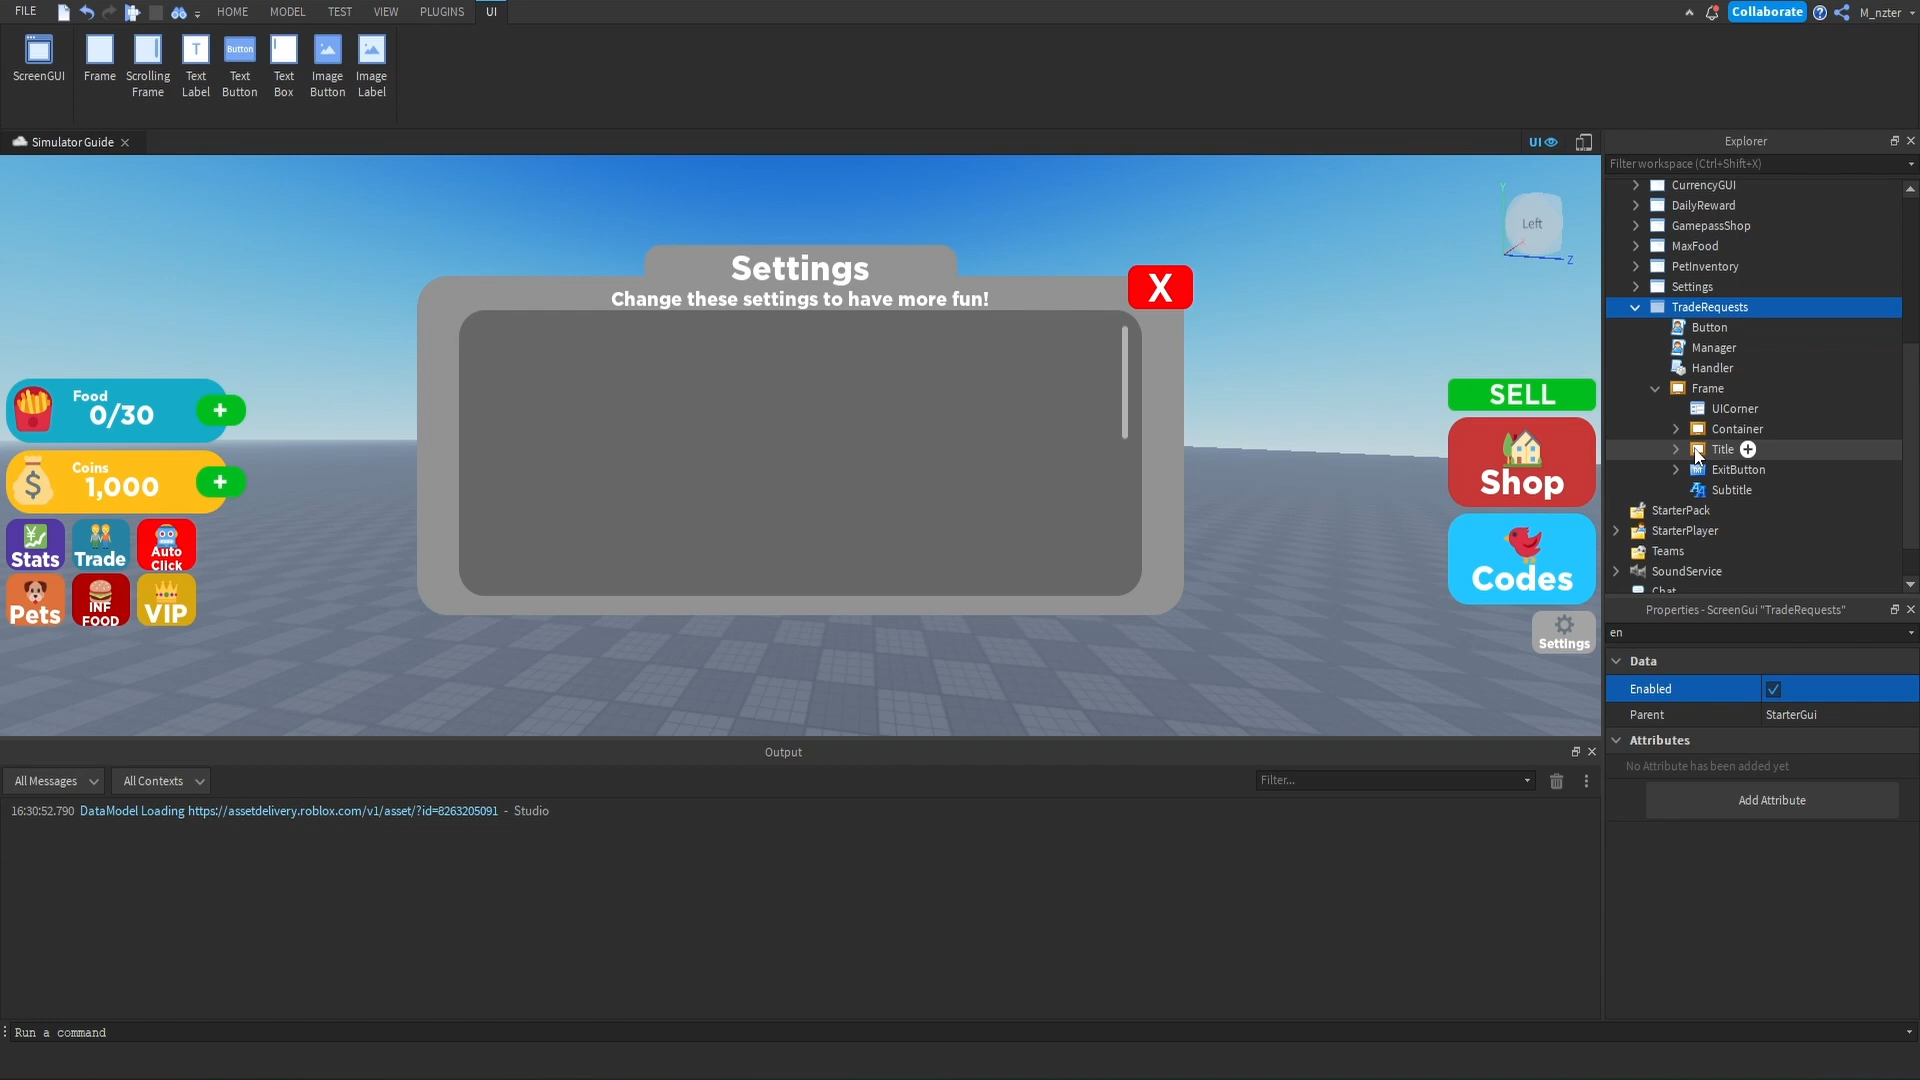 FILE
HOME
MODEL
TEST
VIEW
PLUGINS
UI
Collaborate
M_nzter
ScreenGUI
Frame
Scrolling
Frame
Text
Label
Text
Button
Text
Box
Image
Button
Image
Label
T
Button
Simulator Guide
UI
Explorer
Filter workspace (Ctrl+Shift+X)
CurrencyGUI
DailyReward
GamepassShop
MaxFood
PetInventory
Settings
TradeRequests
Button
Manager
Handler
Frame
UICorner
Container
Title
ExitButton
Subtitle
StarterPack
StarterPlayer
Teams
SoundService
Chat
Y
Left
Z
Settings
Change these settings to have more fun!
X
Food
0/30
+
Coins
1,000
+
Stats
Trade
Auto
Click
Pets
INF
FOOD
VIP
SELL
Shop
Codes
Settings
Properties - ScreenGui "TradeRequests"
en
Data
Enabled
Parent
StarterGui
Attributes
No Attribute has been added yet
Add Attribute
Output
All Messages
All Contexts
Filter...
16:30:52.790 DataModel Loading https://assetdelivery.roblox.com/v1/asset/?id=8263205091 - Studio
Run a command